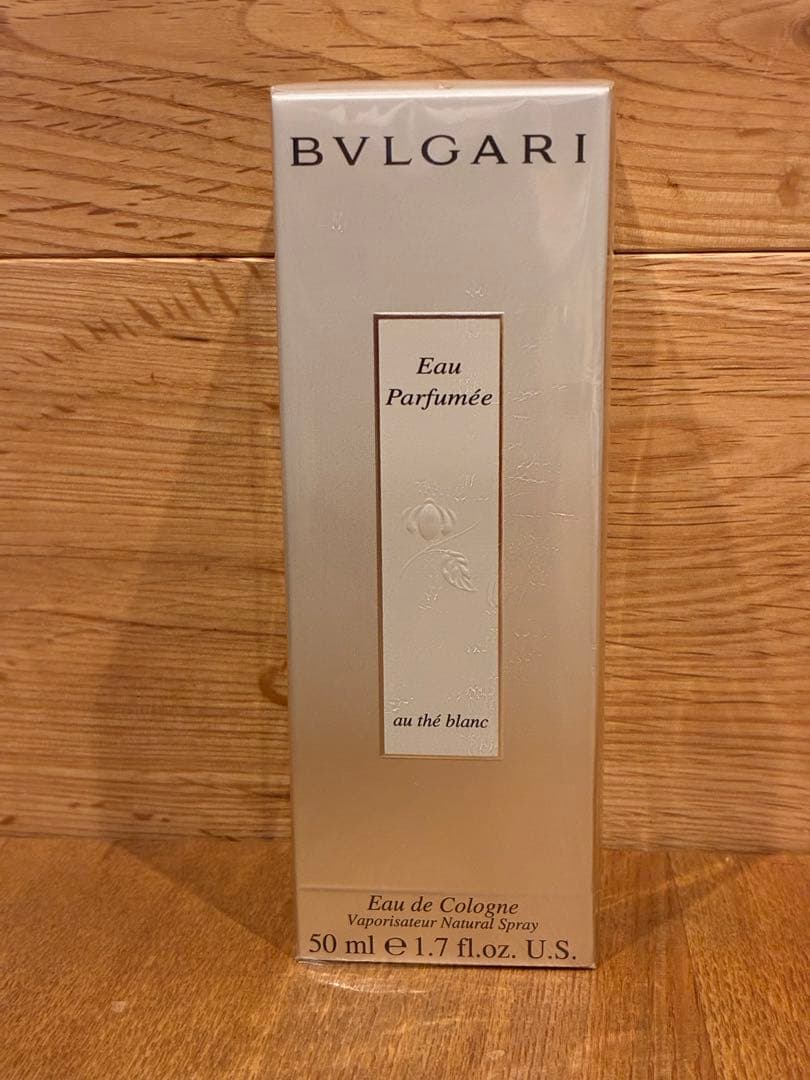 BVLGARI
Eau
Parfumée
au thé blanc
Eau de Cologne
Vaporisateur Natural Spray
50 ml ℮ 1.7 fl.oz. U.S.